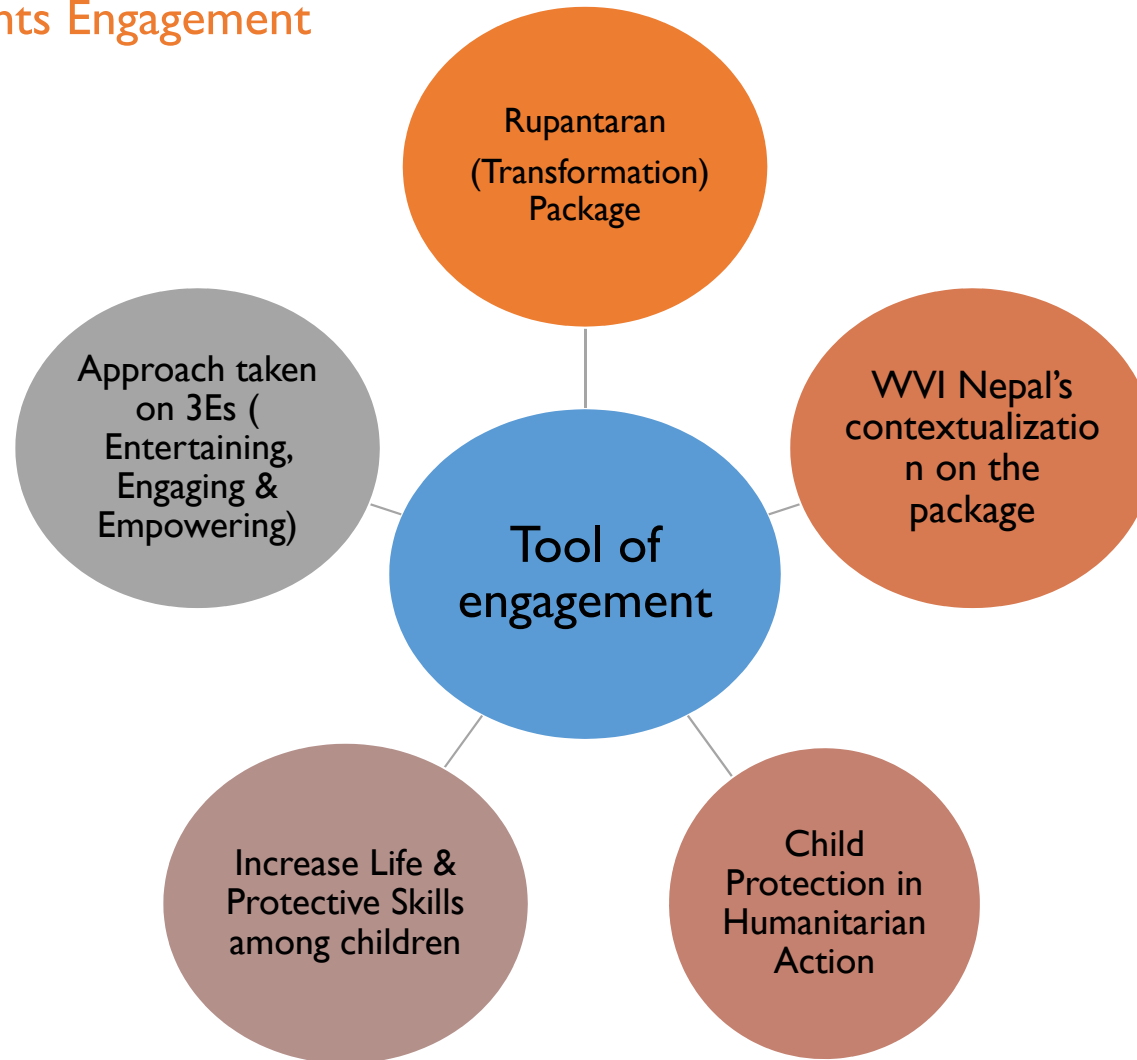 nts Engagement
Rupantaran
(Transformation)
Package
WVI Nepal's
contextualizatio
n on the
package
Child
Protection in
Humanitarian
Action
Increase Life &
Protective Skills
among children
Approach taken
on 3Es (
Entertaining,
Engaging &
Empowering)
Tool of
engagement